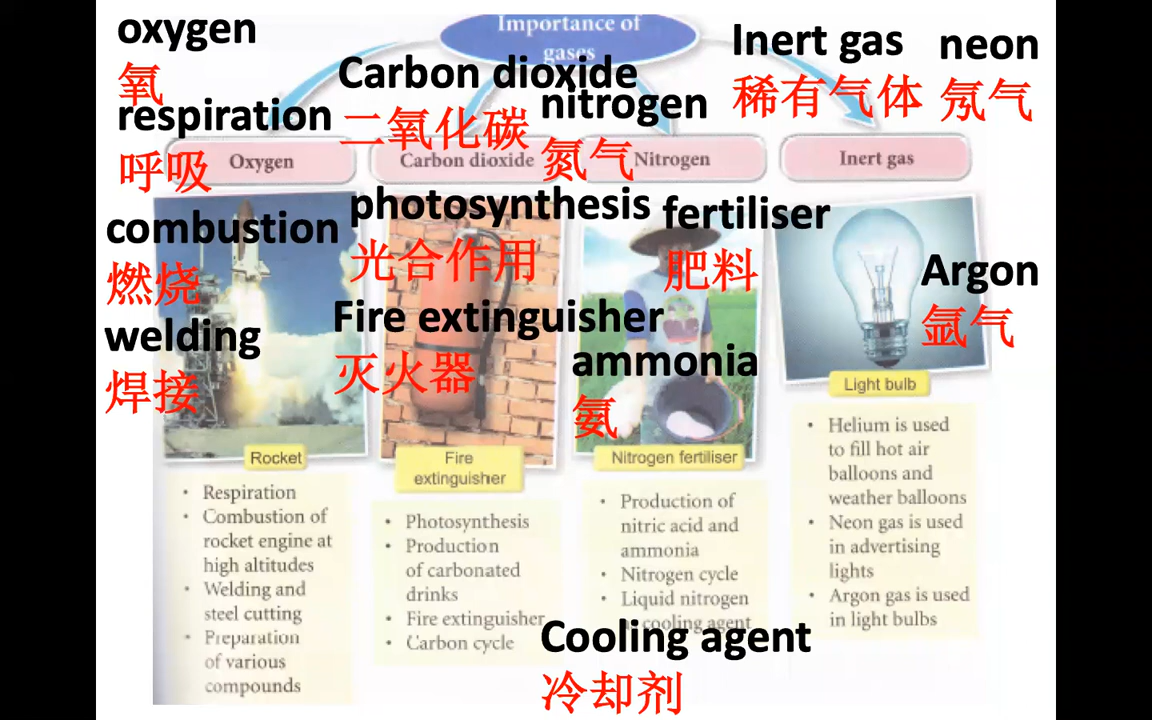 Importance of
gases
oxygen
氧
respiration
呼吸
Carbon dioxide
二氧化碳
nitrogen
氮气
Inert gas
稀有气体
neon
氖气
Oxygen
Carbon dioxide
Nitrogen
Inert gas
combustion
燃烧
welding
焊接
photosynthesis
光合作用
Fire extinguisher
灭火器
fertiliser
肥料
ammonia
氨
Argon
氩气
Rocket
• Respiration
• Combustion of
rocket engine at
high altitudes
• Welding and
steel cutting
• Preparation
of various
compounds
Fire
extinguisher
• Photosynthesis
• Production
of carbonated
drinks
• Fire extinguisher
• Carbon cycle
Nitrogen fertiliser
• Production of
nitric acid and
ammonia
• Nitrogen cycle
• Liquid nitrogen
cooling agent
Cooling agent
冷却剂
Light bulb
• Helium is used
to fill hot air
balloons and
weather balloons
• Neon gas is used
in advertising
lights
• Argon gas is used
in light bulbs